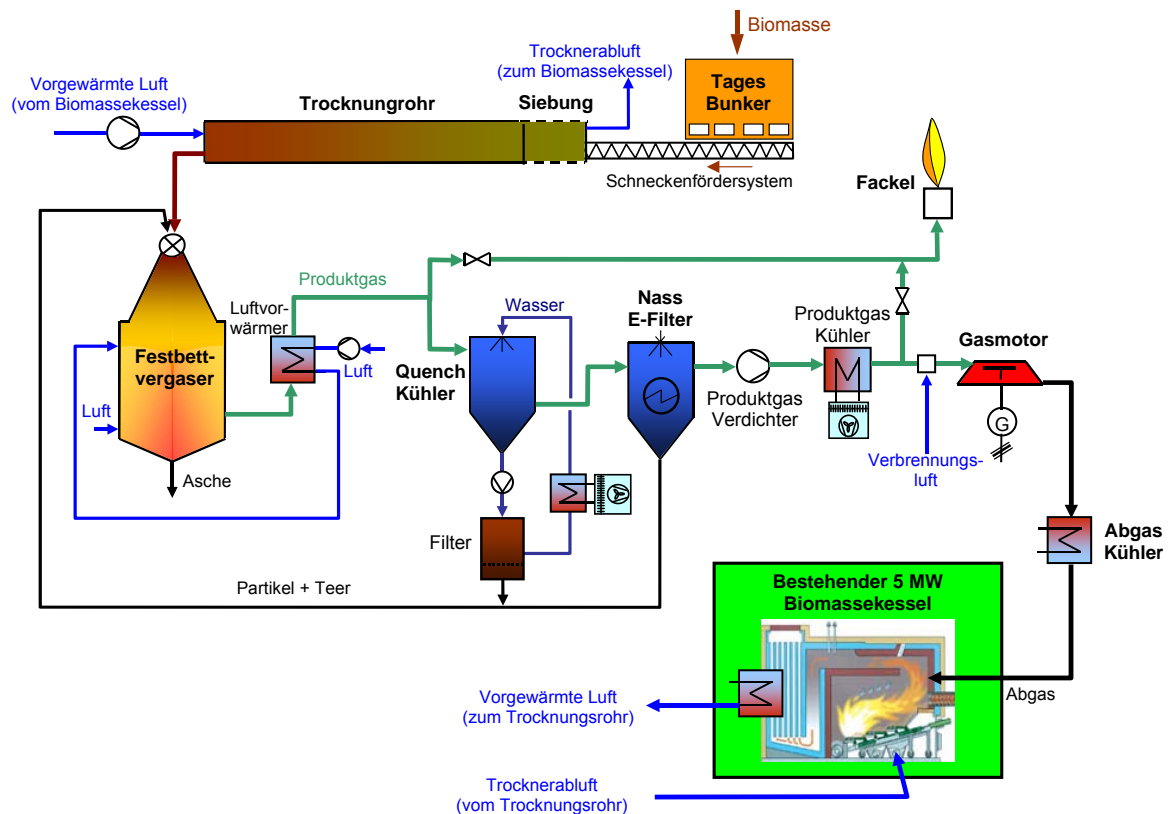 Biomasse
Trocknerabluft
(zum Biomassekessel)
Vorgewärmte Luft
(vom Biomassekessel)
Trocknungrohr
Siebung
Tages
Bunker
Schneckenfördersystem
Fackel
Produktgas
Luftvor-
wärmer
Wasser
Nass
E-Filter
Produktgas
Kühler
Gasmotor
Festbett-
vergaser
Luft
Quench
Kühler
Produktgas
Verdichter
Luft
G
Verbrennungs-
luft
Asche
Filter
Abgas
Kühler
Partikel + Teer
Bestehender 5 MW
Biomassekessel
Abgas
Vorgewärmte Luft
(zum Trocknungsrohr)
Trocknerabluft
(vom Trocknungsrohr)